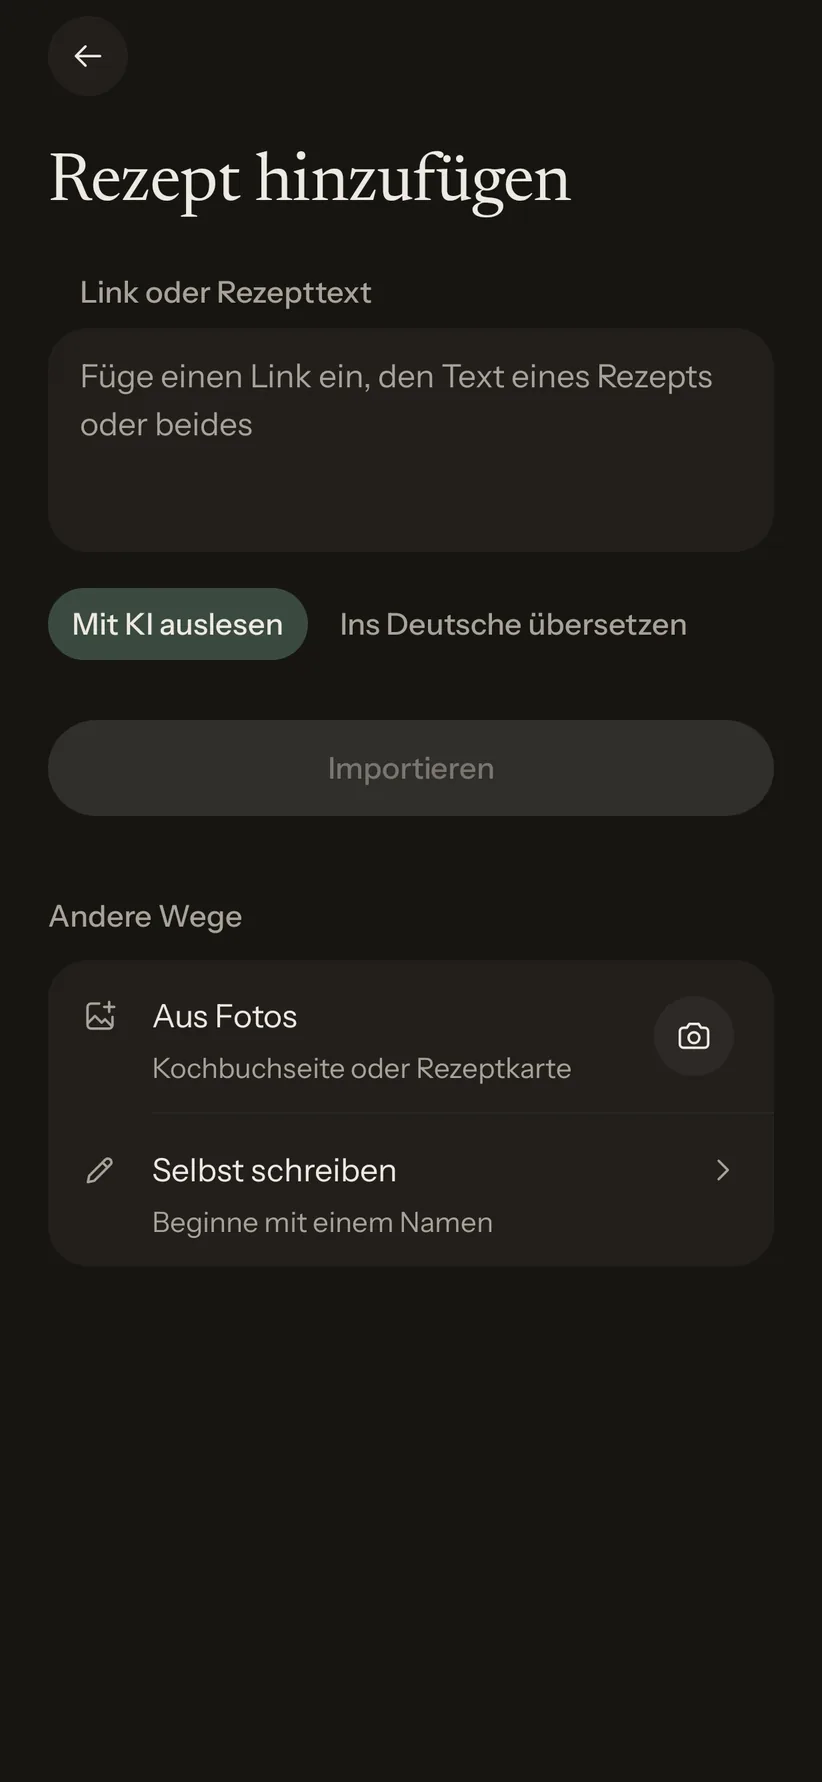 Rezept hinzufügen
Link oder Rezepttext
Füge einen Link ein, den Text eines Rezepts
oder beides
Mit KI auslesen
Ins Deutsche übersetzen
Importieren
Andere Wege
Aus Fotos
Kochbuchseite oder Rezeptkarte
Selbst schreiben
Beginne mit einem Namen